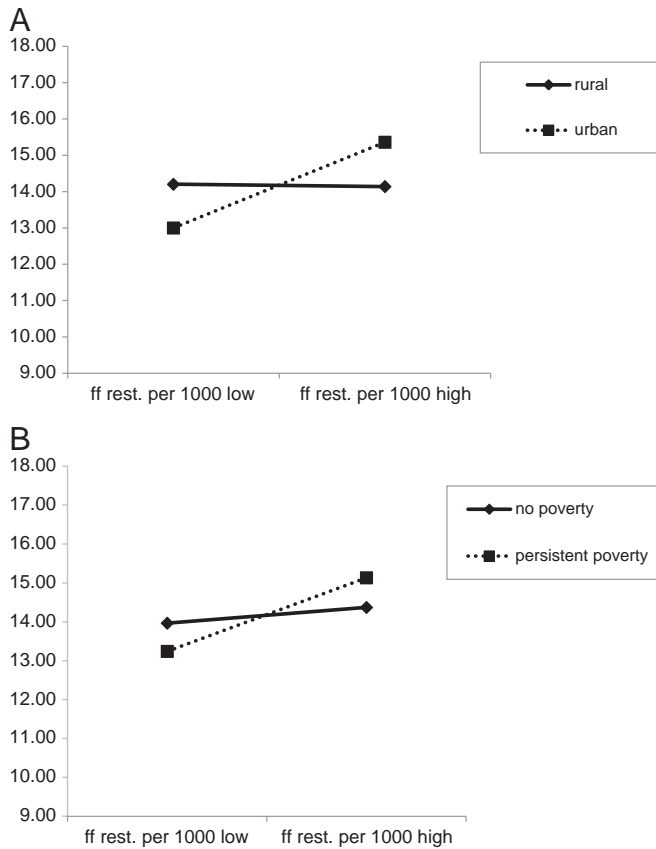 A
18.00
17.00
16.00
15.00
14.00
13.00
12.00
11.00
10.00
9.00
rural
urban
ff rest. per 1000 low ff rest. per 1000 high
B
18.00
17.00
16.00
15.00
14.00
13.00
12.00
11.00
10.00
9.00
no poverty
persistent poverty
ff rest. per 1000 low ff rest. per 1000 high